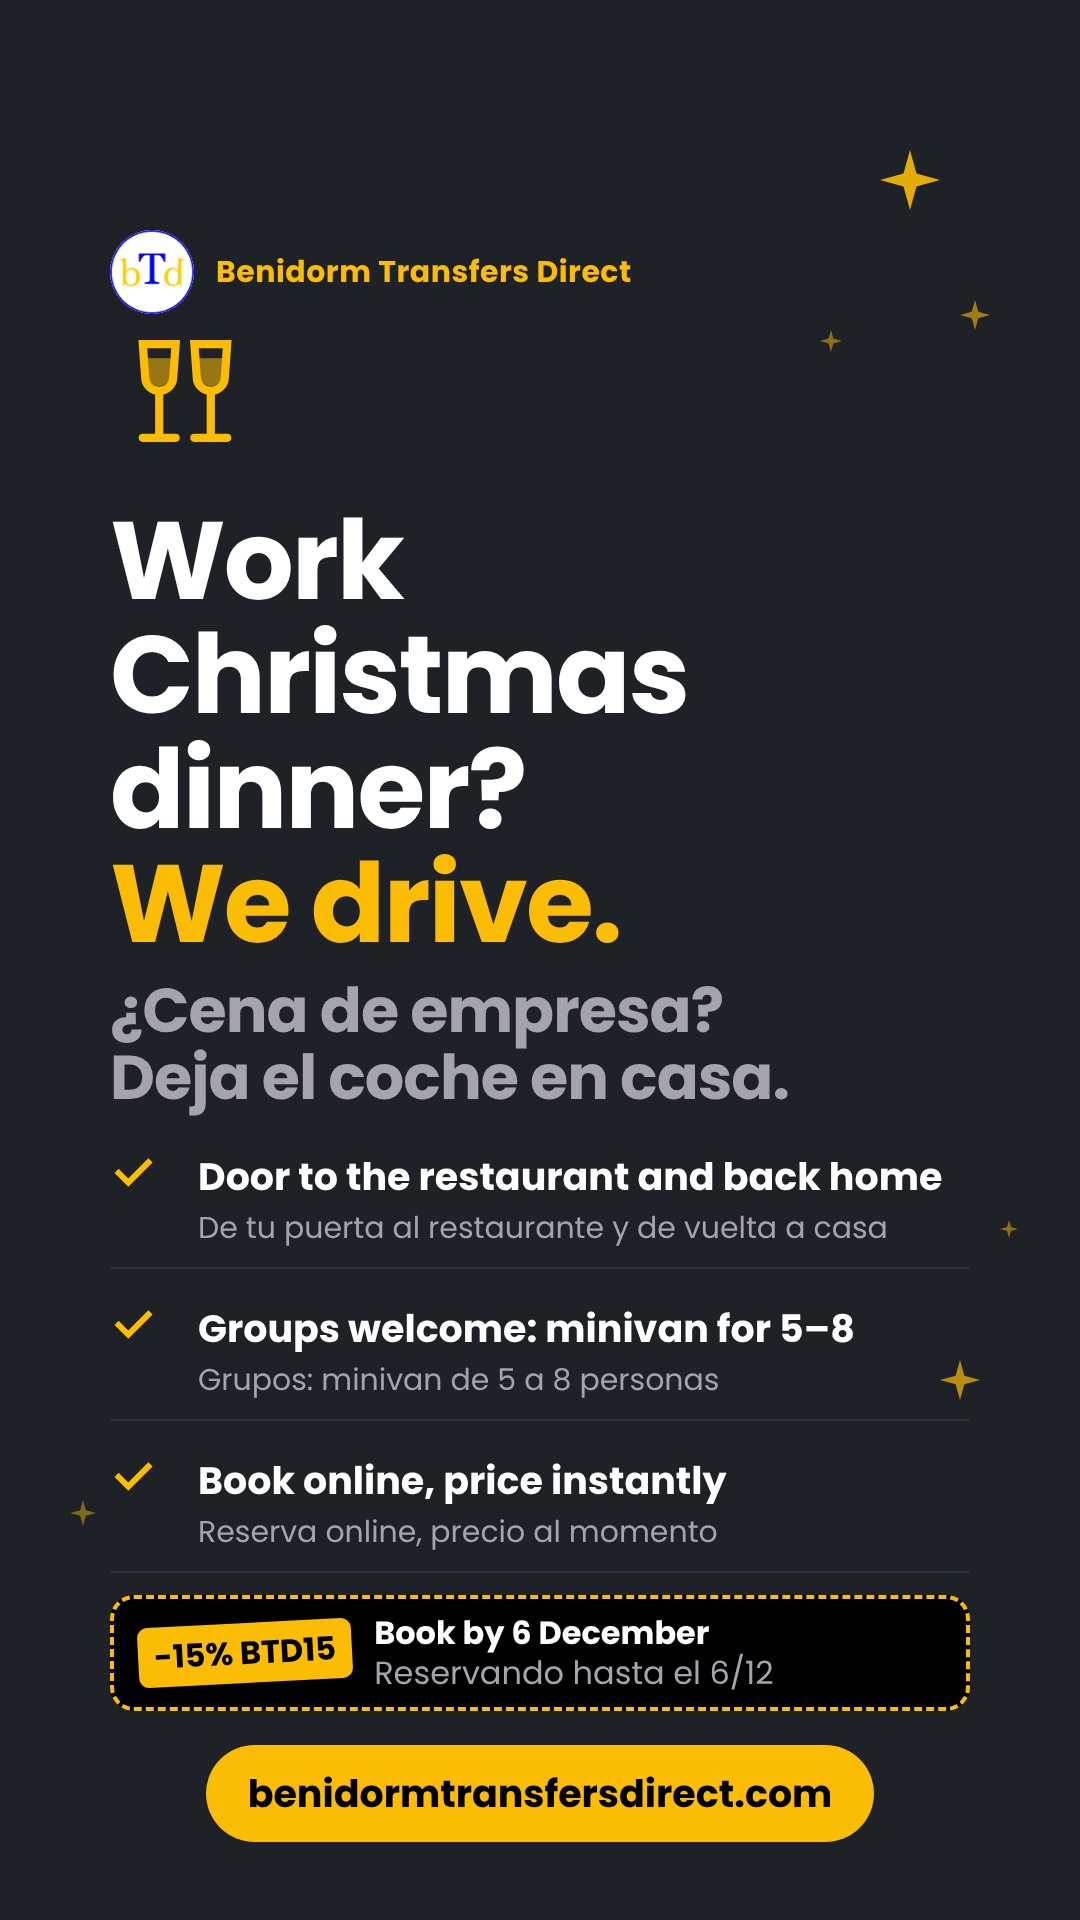 bTd
Benidorm Transfers Direct
Work
Christmas
dinner?
We drive.
¿Cena de empresa?
Deja el coche en casa.
Door to the restaurant and back home
De tu puerta al restaurante y de vuelta a casa
Groups welcome: minivan for 5–8
Grupos: minivan de 5 a 8 personas
Book online, price instantly
Reserva online, precio al momento
-15% BTD15
Book by 6 December
Reservando hasta el 6/12
benidormtransfersdirect.com